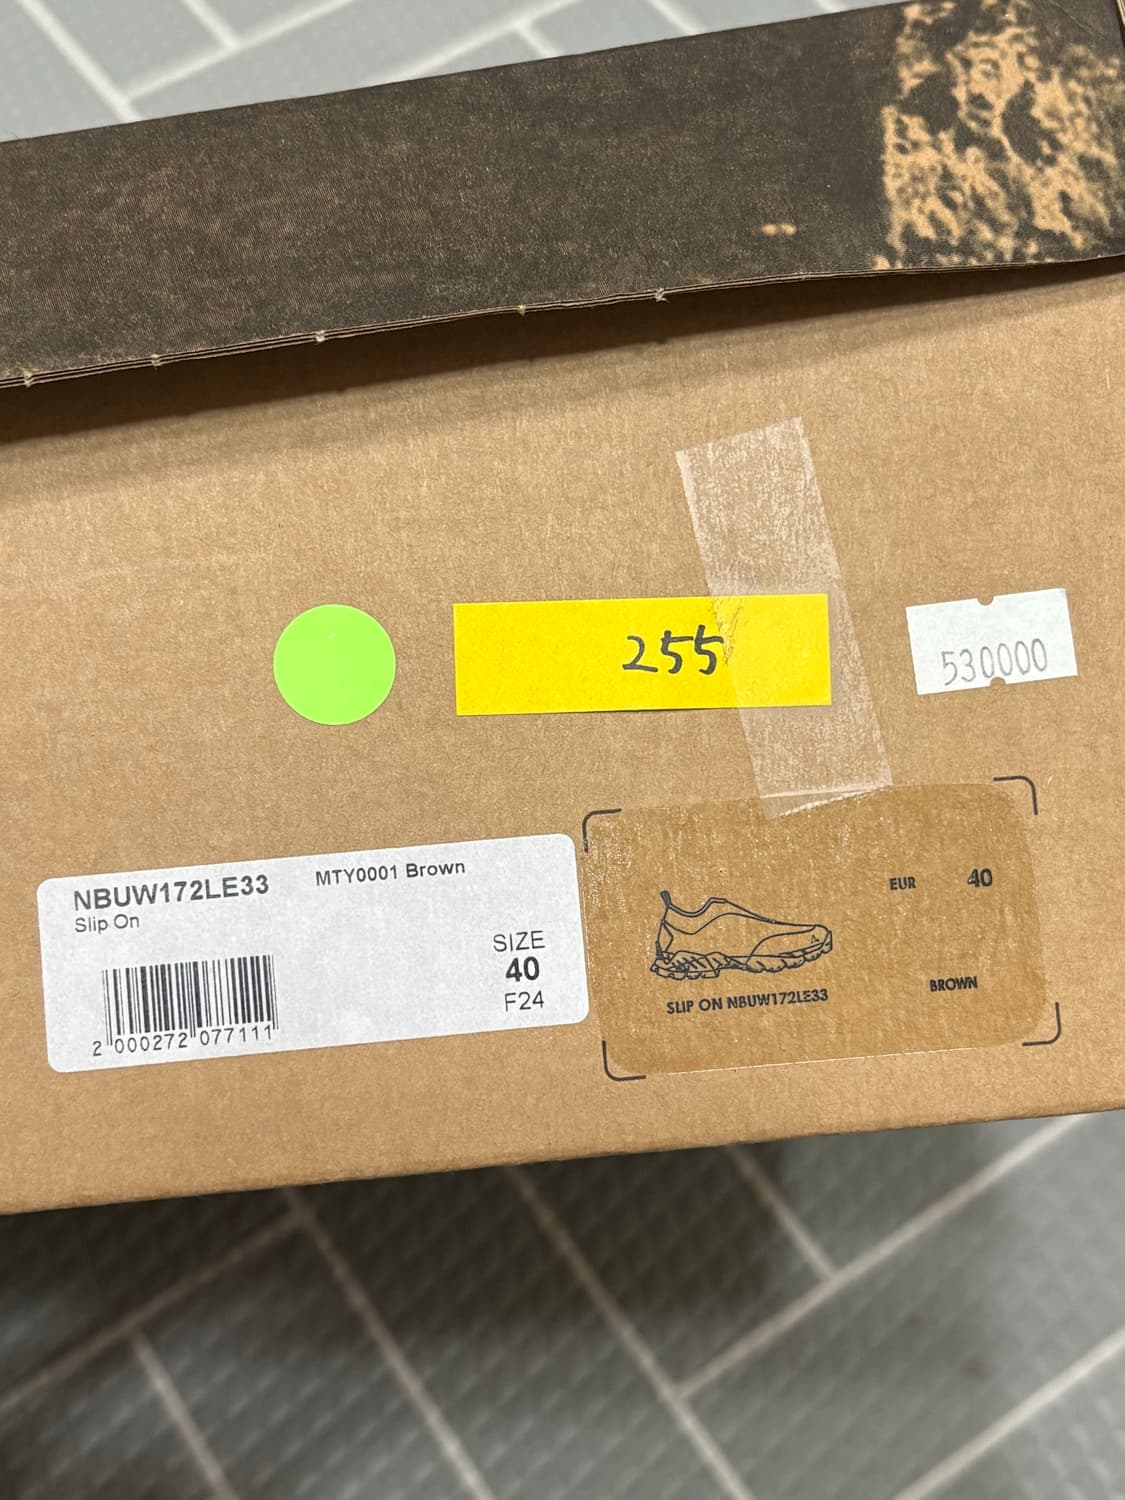 255
530000
NBUW172LE33
MTY0001 Brown
Slip On
SIZE
40
F24
2 000272 077111
EUR 40
SLIP ON NBUW172LE33
BROWN